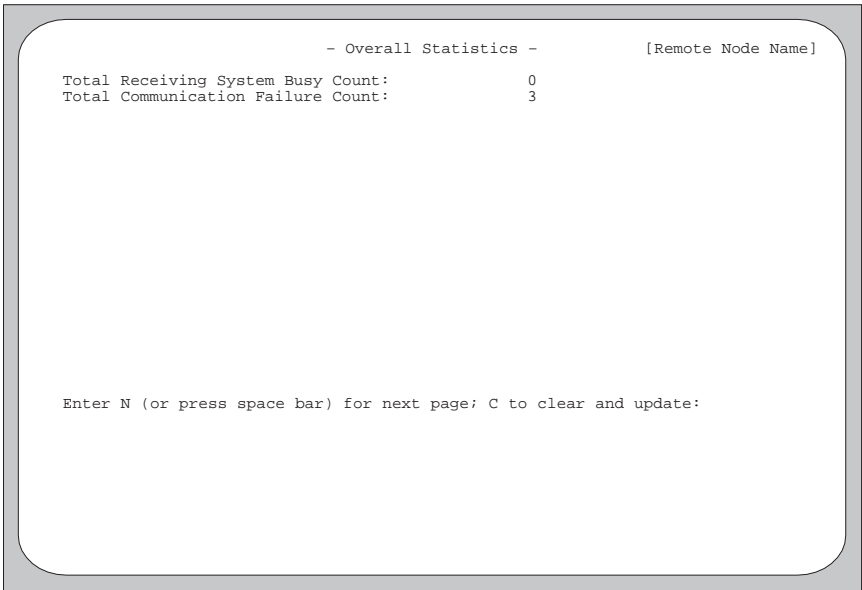 - Overall Statistics - [Remote Node Name]
Total Receiving System Busy Count: 0
Total Communication Failure Count: 3
Enter N (or press space bar) for next page; C to clear and update: